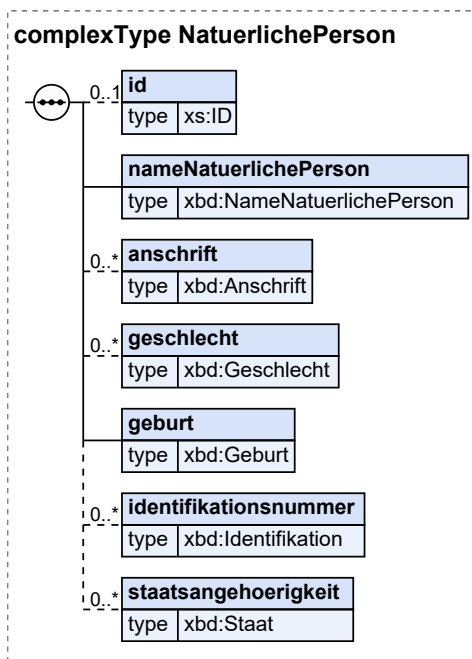 complexType NatuerlichePerson
0..1 id
type xs:ID
nameNatuerlichePerson
type xbd:NameNatuerlichePerson
0..* anschrift
type xbd:Anschrift
0..* geschlecht
type xbd:Geschlecht
geburt
type xbd:Geburt
0..* identifikationsnummer
type xbd:Identifikation
0..* staatsangehoerigkeit
type xbd:Staat